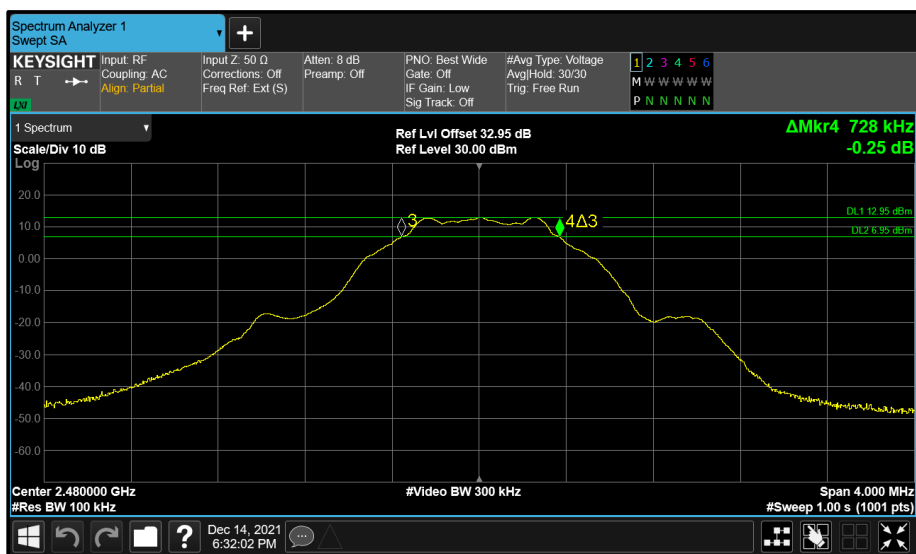 Spectrum Analyzer 1
Swept SA
KEYSIGHT
R T
LXI
Input: RF
Coupling: AC
Align: Partial
Input Z: 50 Ω
Corrections: Off
Freq Ref: Ext (S)
Atten: 8 dB
Preamp: Off
PNO: Best Wide
Gate: Off
IF Gain: Low
Sig Track: Off
#Avg Type: Voltage
Avg|Hold: 30/30
Trig: Free Run
1 2 3 4 5 6
M W W W W W
P N N N N N
1 Spectrum
Scale/Div 10 dB
Log
Ref Lvl Offset 32.95 dB
Ref Level 30.00 dBm
ΔMkr4 728 kHz
-0.25 dB
20.0
10.0
0.00
-10.0
-20.0
-30.0
-40.0
-50.0
-60.0
3
4Δ3
DL1 12.95 dBm
DL2 6.95 dBm
Center 2.480000 GHz
#Res BW 100 kHz
#Video BW 300 kHz
Span 4.000 MHz
#Sweep 1.00 s (1001 pts)
?
Dec 14, 2021
6:32:02 PM